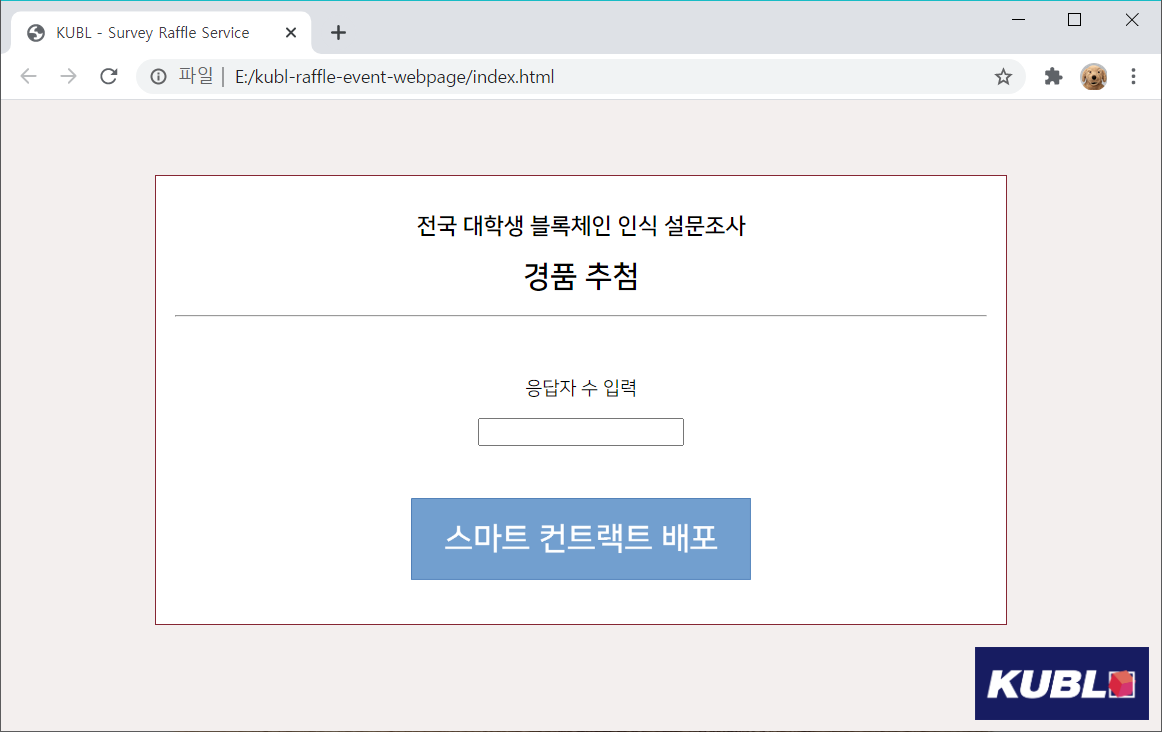 KUBL - Survey Raffle Service
파일 | E:/kubl-raffle-event-webpage/index.html
전국 대학생 블록체인 인식 설문조사
경품 추첨
응답자 수 입력
스마트 컨트랙트 배포
KUBL